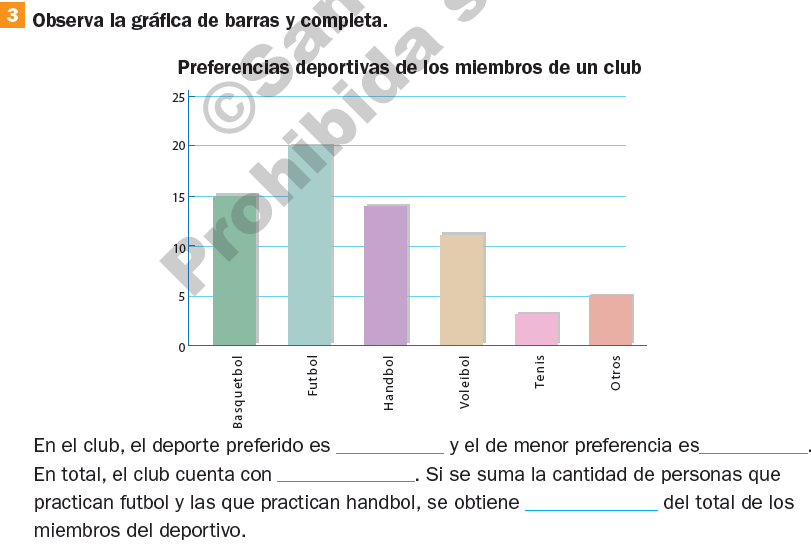 3 Observa la gráfica de barras y completa.
©San
Prohibida s
Preferencias deportivas de los miembros de un club
25
20
15
10
5
0
Basquetbol
Futbol
Handbol
Voleibol
Tenis
Otros
En el club, el deporte preferido es __________ y el de menor preferencia es__________.
En total, el club cuenta con _____________. Si se suma la cantidad de personas que
practican futbol y las que practican handbol, se obtiene ____________ del total de los
miembros del deportivo.